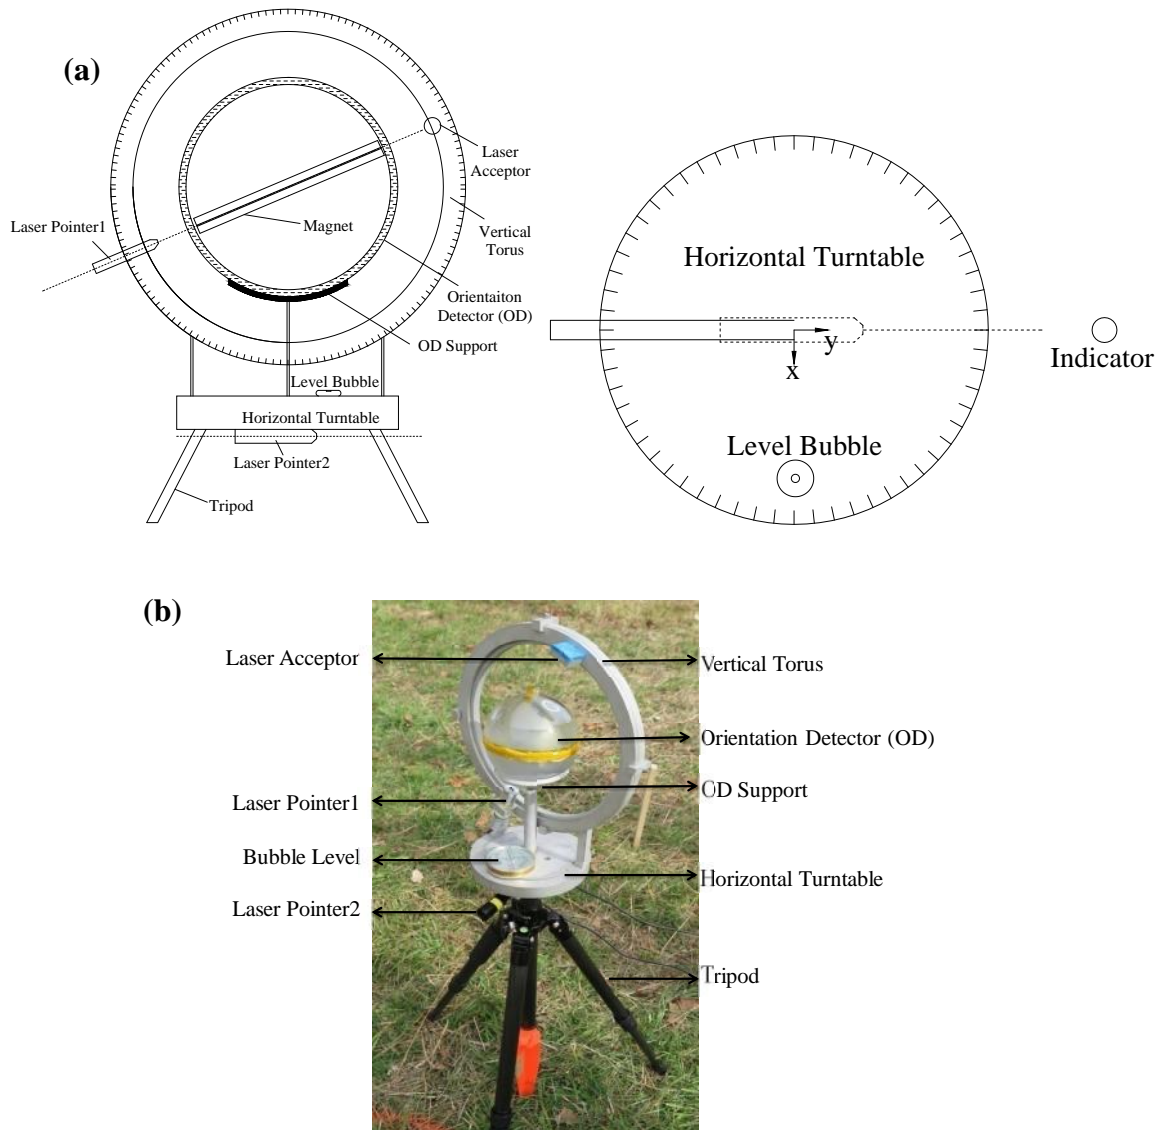 (a)
Laser
Acceptor
Laser Pointer1
Magnet
Vertical
Torus
Orientaiton
Detector (OD)
OD Support
Level Bubble
Horizontal Turntable
Laser Pointer2
Tripod
Horizontal Turntable
y
x
Indicator
Level Bubble
(b)
Laser Acceptor
Vertical Torus
Orientation Detector (OD)
Laser Pointer1
OD Support
Bubble Level
Horizontal Turntable
Laser Pointer2
Tripod